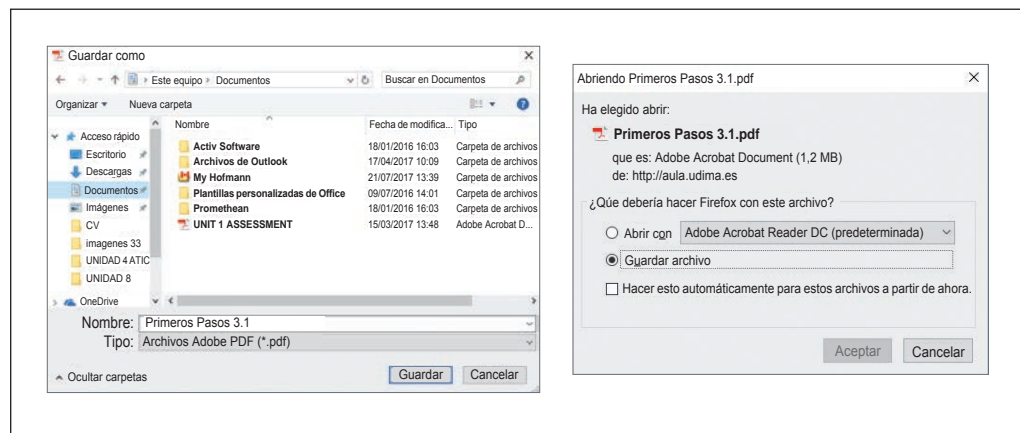 Guardar como
Este equipo Documentos
Buscar en Documentos
Organizar Nueva carpeta
Nombre Fecha de modifica... Tipo
Acceso rápido
Escritorio
Descargas
Documentos
Imágenes
CV
imagenes 33
UNIDAD 4 ATIC
UNIDAD 8
OneDrive
Activ Software 18/01/2016 16:03 Carpeta de archivos
Archivos de Outlook 17/04/2017 10:09 Carpeta de archivos
My Hofmann 21/07/2017 13:39 Carpeta de archivos
Plantillas personalizadas de Office 09/07/2016 14:01 Carpeta de archivos
Promethean 18/01/2016 16:03 Carpeta de archivos
UNIT 1 ASSESSMENT 15/03/2017 13:48 Adobe Acrobat D...
Nombre: Primeros Pasos 3.1
Tipo: Archivos Adobe PDF (*.pdf)
Ocultar carpetas
Guardar Cancelar
Abriendo Primeros Pasos 3.1.pdf
Ha elegido abrir:
Primeros Pasos 3.1.pdf
que es: Adobe Acrobat Document (1,2 MB)
de: http://aula.udima.es
¿Qúe debería hacer Firefox con este archivo?
Abrir con Adobe Acrobat Reader DC (predeterminada)
Guardar archivo
Hacer esto automáticamente para estos archivos a partir de ahora.
Aceptar Cancelar